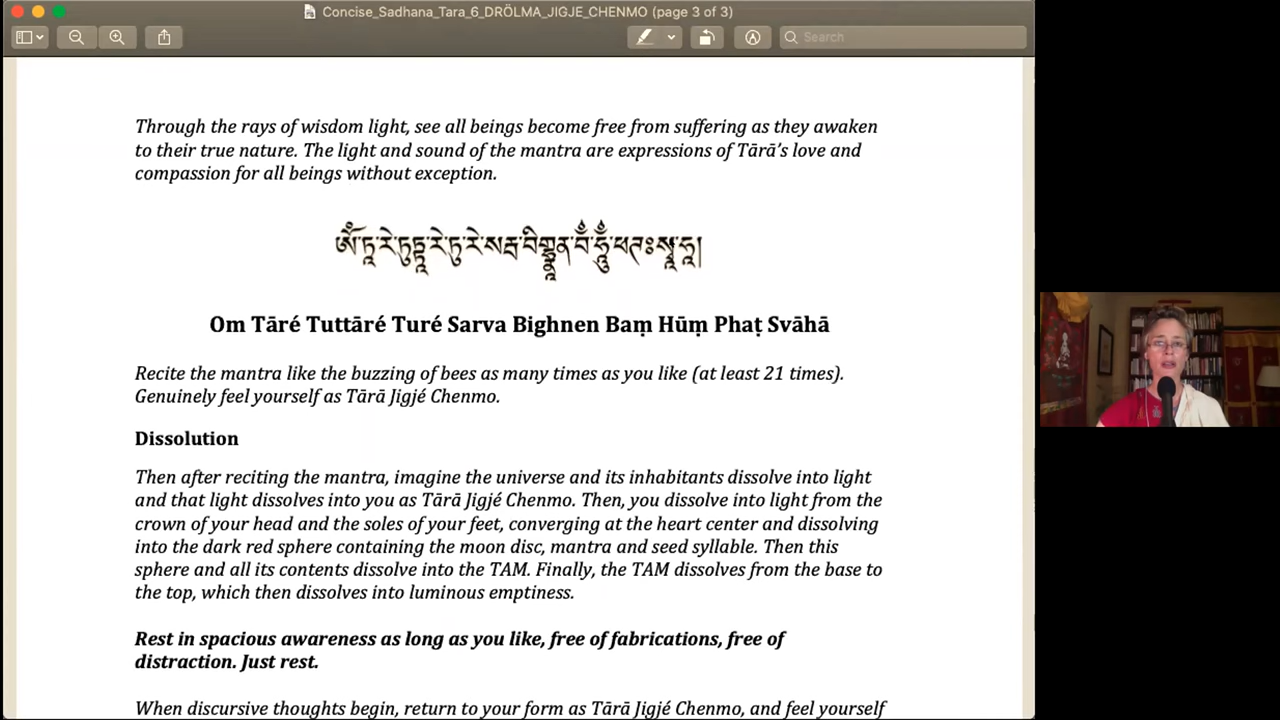 Concise_Sadhana_Tara_6_DRÖLMA_JIGJE_CHENMO (page 3 of 3)
Search
Through the rays of wisdom light, see all beings become free from suffering as they awaken
to their true nature. The light and sound of the mantra are expressions of Tārā’s love and
compassion for all beings without exception.
Om Tāré Tuttāré Turé Sarva Bighnen Baṃ Hūṃ Phaṭ Svāhā
Recite the mantra like the buzzing of bees as many times as you like (at least 21 times).
Genuinely feel yourself as Tārā Jigjé Chenmo.
Dissolution
Then after reciting the mantra, imagine the universe and its inhabitants dissolve into light
and that light dissolves into you as Tārā Jigjé Chenmo. Then, you dissolve into light from the
crown of your head and the soles of your feet, converging at the heart center and dissolving
into the dark red sphere containing the moon disc, mantra and seed syllable. Then this
sphere and all its contents dissolve into the TAM. Finally, the TAM dissolves from the base to
the top, which then dissolves into luminous emptiness.
Rest in spacious awareness as long as you like, free of fabrications, free of
distraction. Just rest.
When discursive thoughts begin, return to your form as Tārā Jigjé Chenmo, and feel yourself